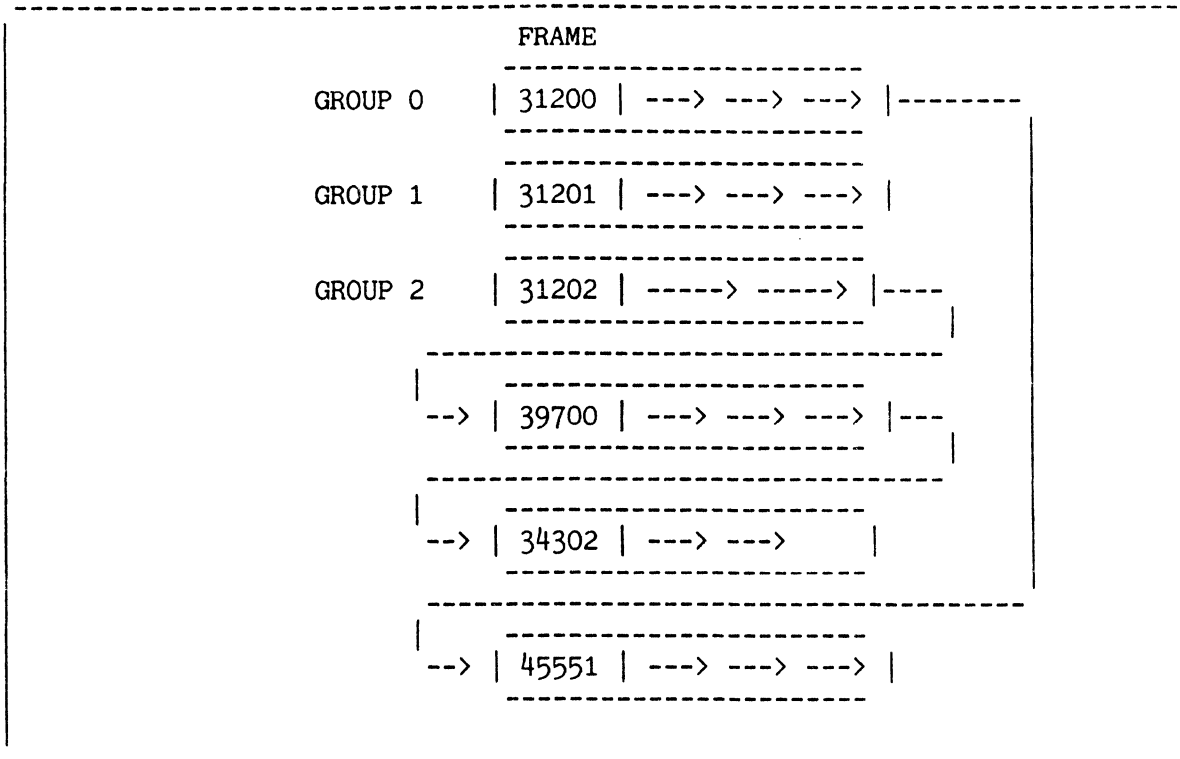 FRAME
GROUP 0 | 31200 | ---> ---> ---> |--------
GROUP 1 | 31201 | ---> ---> ---> |
GROUP 2 | 31202 | -----> -----> |----
--> | 39700 | ---> ---> ---> |---
--> | 34302 | ---> ---> |
--> | 45551 | ---> ---> ---> |